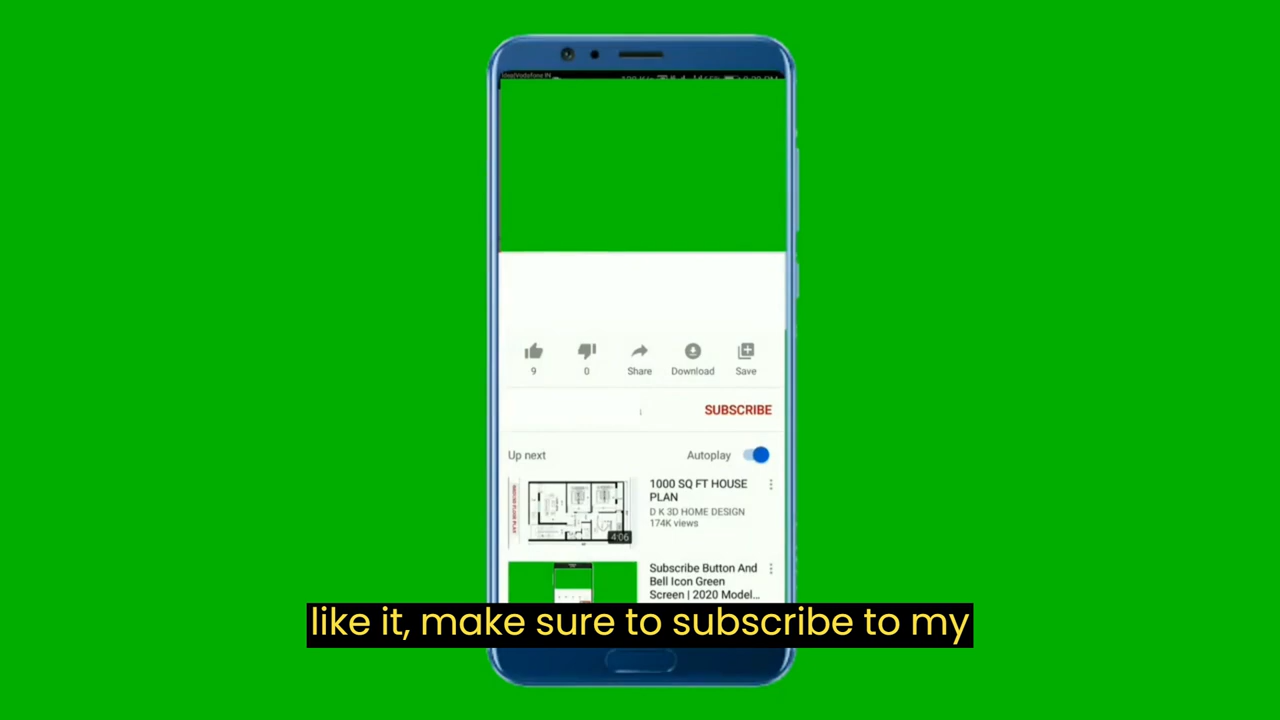 9
0
Share
Download
Save
SUBSCRIBE
Up next
Autoplay
1000 SQ FT HOUSE
PLAN
D K 3D HOME DESIGN
174K views
4:06
Subscribe Button And
Bell Icon Green
Screen | 2020 Model...
like it, make sure to subscribe to my